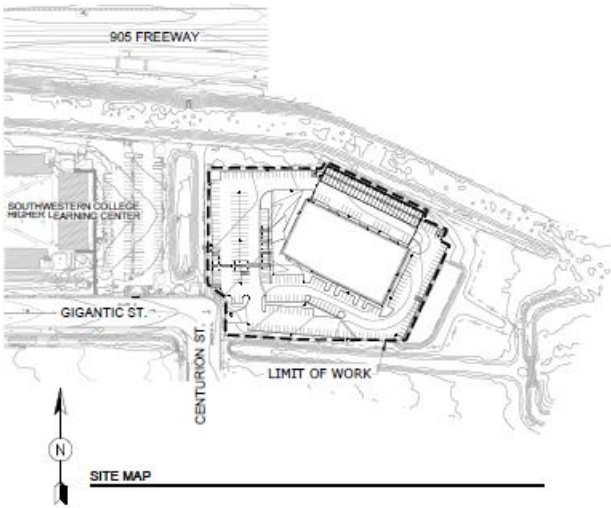 905 FREEWAY
SOUTHWESTERN COLLEGE
HIGHER LEARNING CENTER
GIGANTIC ST.
CENTURION ST.
LIMIT OF WORK
N
SITE MAP